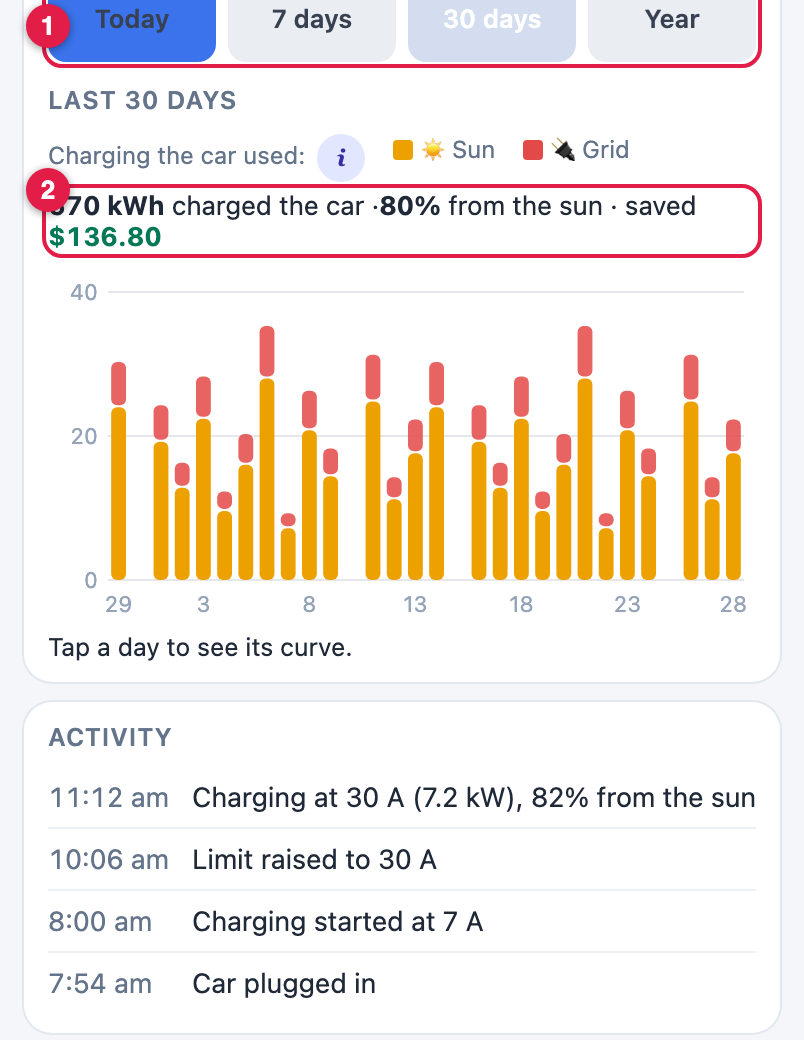 1
Today 7 days 30 days Year
LAST 30 DAYS
Charging the car used: i Sun Grid
2
kWh charged the car ·80% from the sun · saved
$136.80
40
20
0
29 3 8 13 18 23 28
Tap a day to see its curve.
ACTIVITY
11:12 am Charging at 30 A (7.2 kW), 82% from the sun
10:06 am Limit raised to 30 A
8:00 am Charging started at 7 A
7:54 am Car plugged in